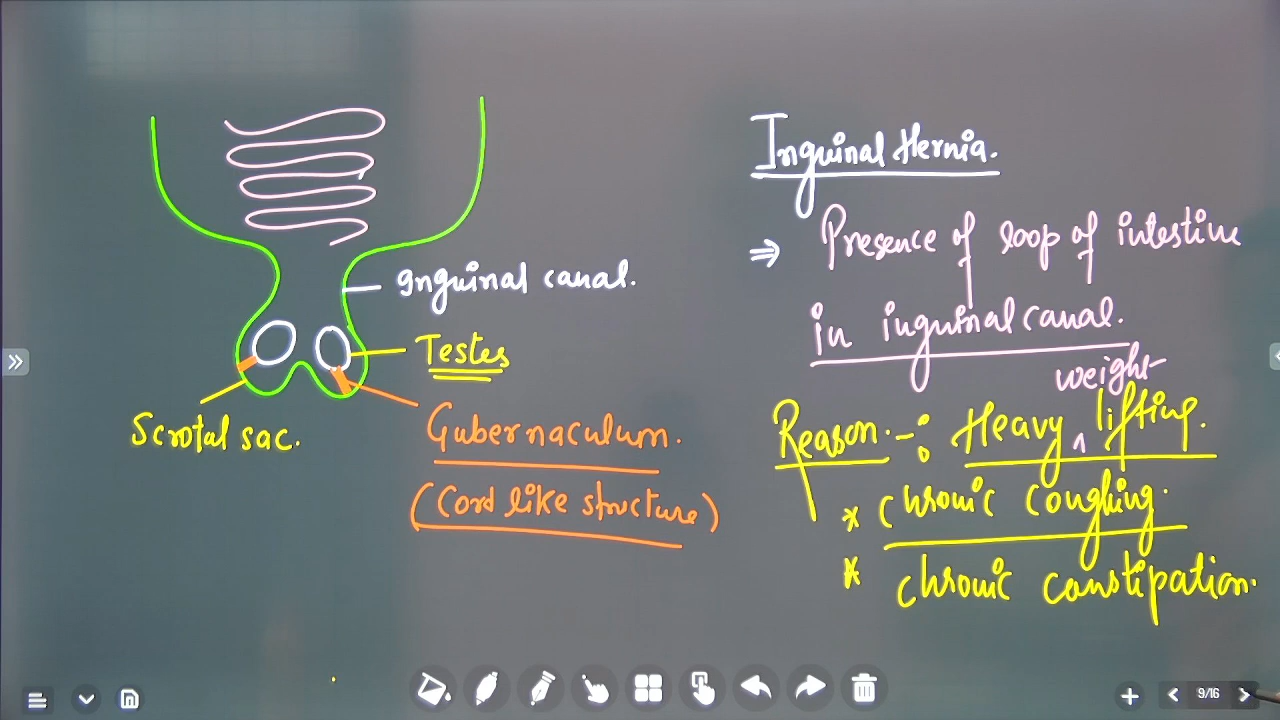 Inguinal Hernia.
⇒ Presence of loop of intestine
in inguinal canal.
Inguinal canal.
Testes
Scrotal sac.
Gubernaculum.
(Cord like structure)
weight
Reason :- Heavy ^ lifting.
* chronic coughing.
* chronic constipation.
9/16